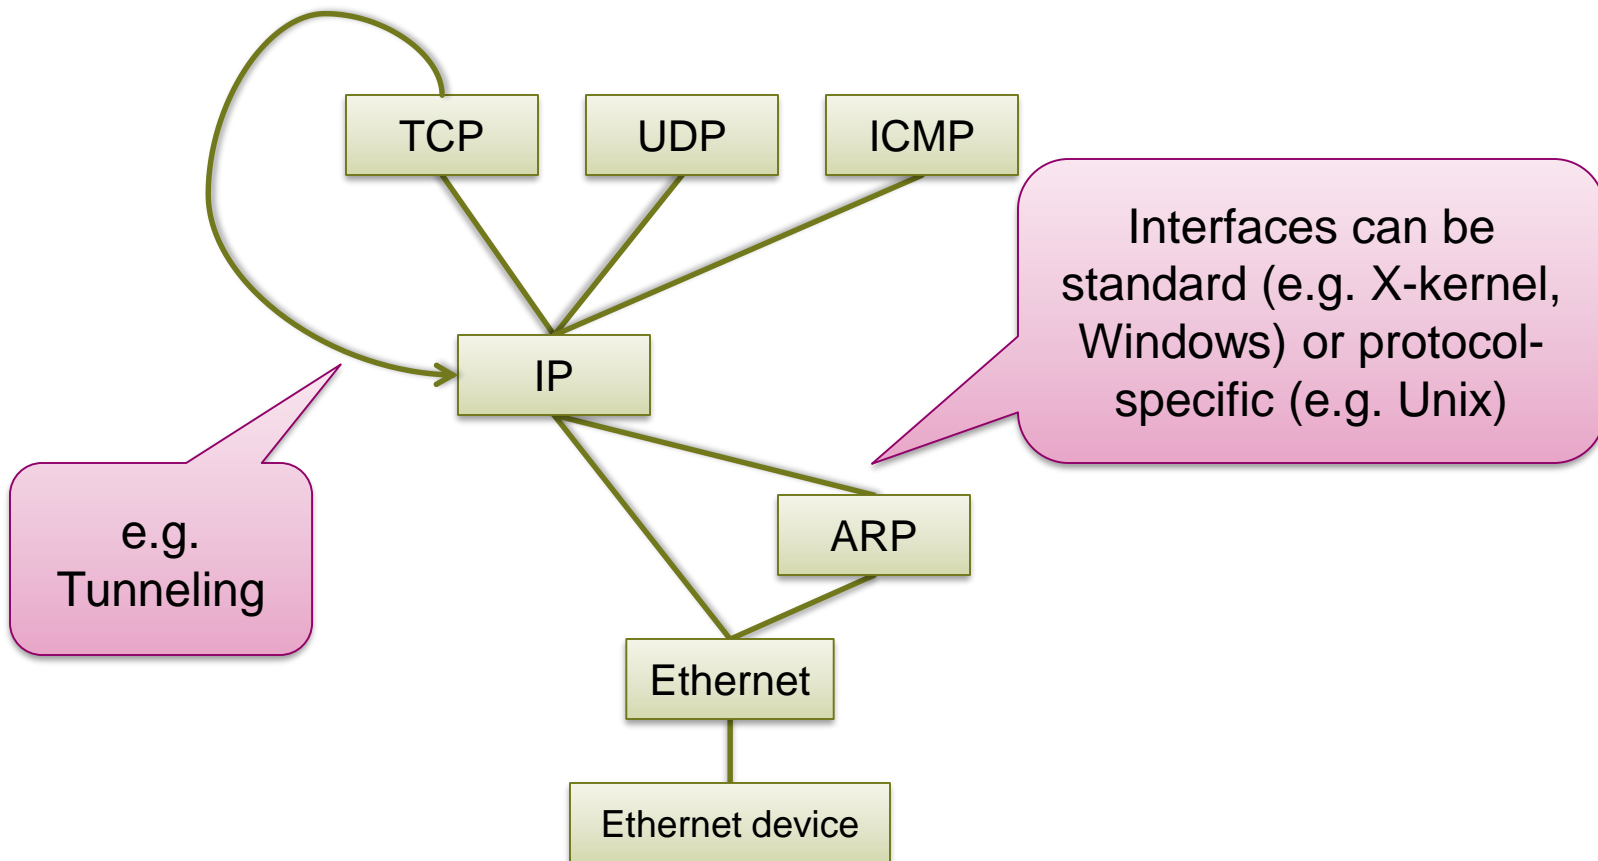 TCP
UDP
ICMP
Interfaces can be
standard (e.g. X-kernel,
Windows) or protocol-
specific (e.g. Unix)
IP
e.g.
Tunneling
ARP
Ethernet
Ethernet device